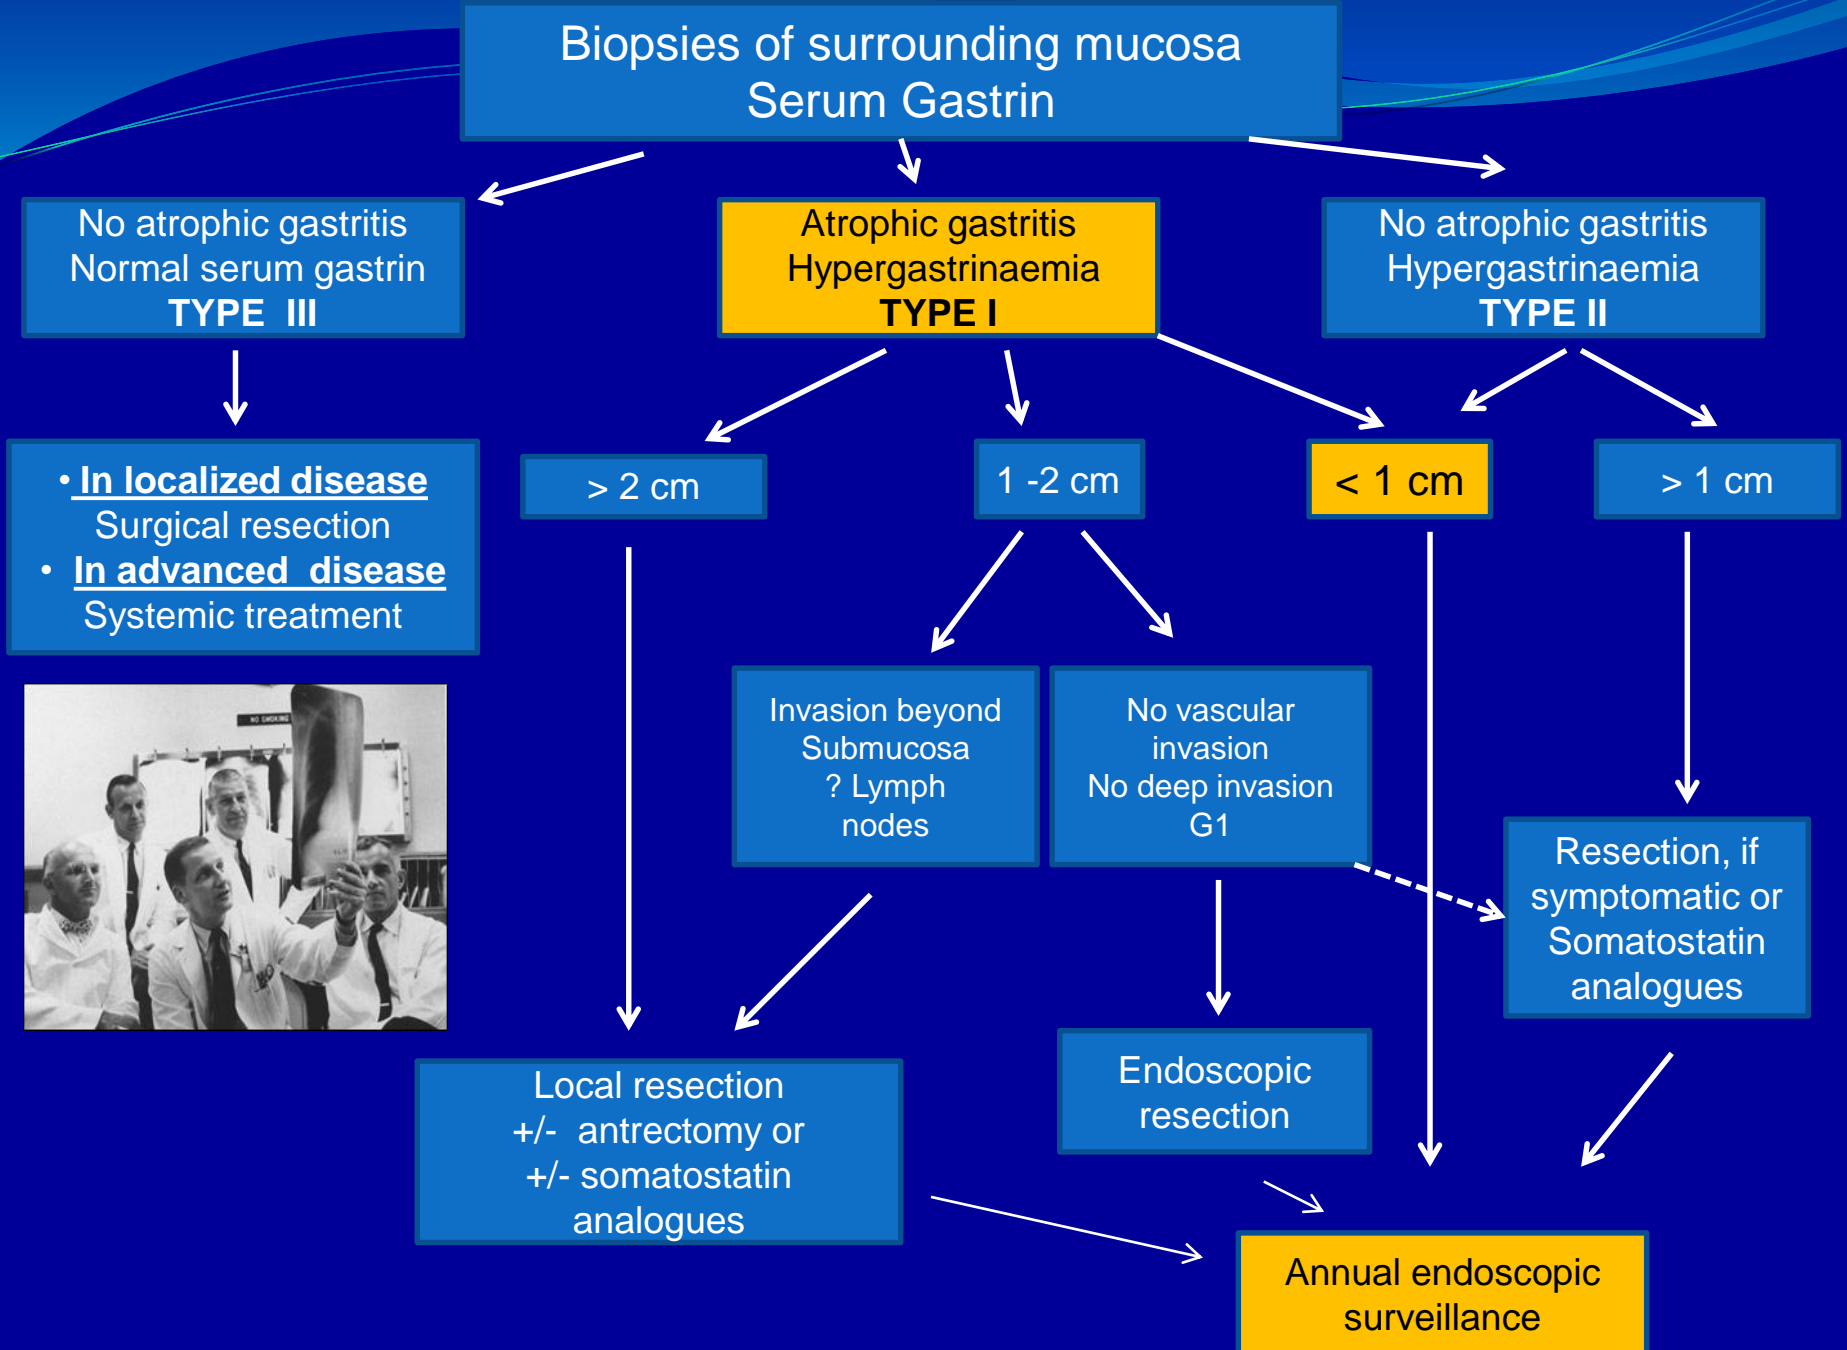 Biopsies of surrounding mucosa
Serum Gastrin
No atrophic gastritis
Normal serum gastrin
TYPE III
Atrophic gastritis
Hypergastrinaemia
TYPE I
No atrophic gastritis
Hypergastrinaemia
TYPE II
• In localized disease
Surgical resection
• In advanced disease
Systemic treatment
> 2 cm
1 -2 cm
< 1 cm
> 1 cm
Invasion beyond
Submucosa
? Lymph
nodes
No vascular
invasion
No deep invasion
G1
Resection, if
symptomatic or
Somatostatin
analogues
NO SMOKING
Local resection
+/- antrectomy or
+/- somatostatin
analogues
Endoscopic
resection
Annual endoscopic
surveillance